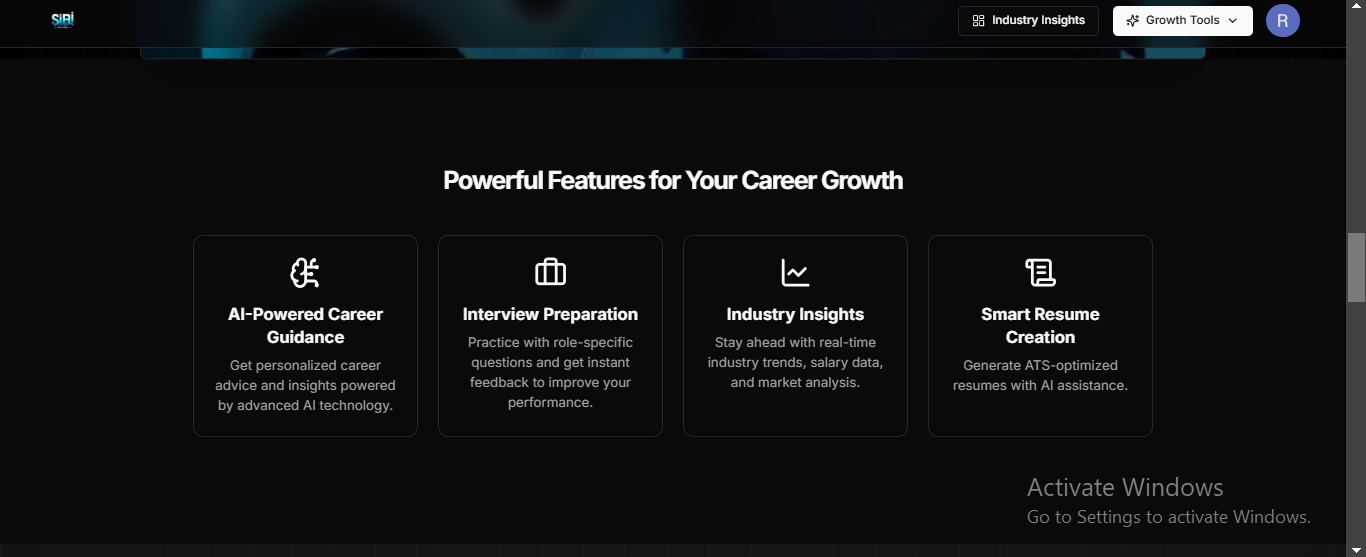 SIBI
Industry Insights
Growth Tools
R
Powerful Features for Your Career Growth
AI-Powered Career
Guidance
Get personalized career
advice and insights powered
by advanced AI technology.
Interview Preparation
Practice with role-specific
questions and get instant
feedback to improve your
performance.
Industry Insights
Stay ahead with real-time
industry trends, salary data,
and market analysis.
Smart Resume
Creation
Generate ATS-optimized
resumes with AI assistance.
Activate Windows
Go to Settings to activate Windows.